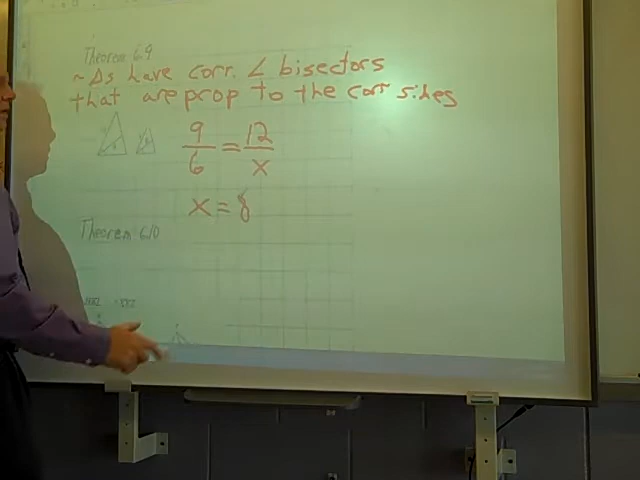 Theorem 6.9
~ Δs have corr. ∠ bisectors
that are prop to the corr sides
9/6 = 12/x
x = 8
Theorem 6.10